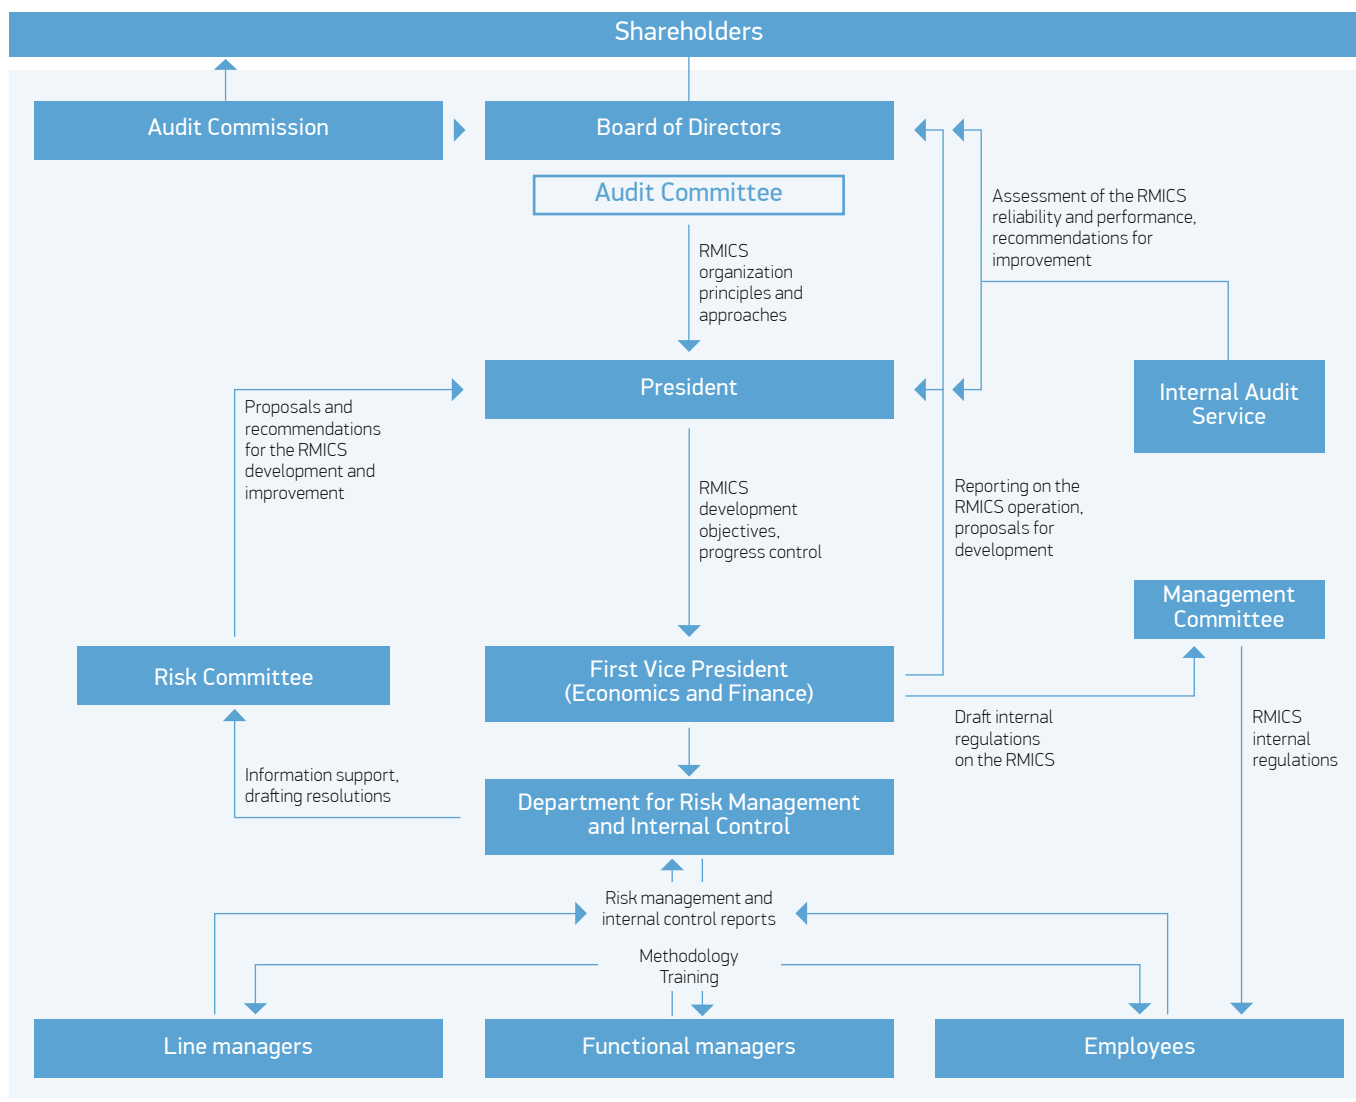 Shareholders
Audit Commission
Board of Directors
Audit Committee
Assessment of the RMICS
reliability and performance,
recommendations for
improvement
RMICS
organization
principles and
approaches
President
Internal Audit
Service
Proposals and
recommendations
for the RMICS
development and
improvement
RMICS
development
objectives,
progress control
Reporting on the
RMICS operation,
proposals for
development
Management
Committee
Risk Committee
First Vice President
(Economics and Finance)
Draft internal
regulations
on the RMICS
RMICS
internal
regulations
Information support,
drafting resolutions
Department for Risk Management
and Internal Control
Risk management and
internal control reports
Methodology
Training
Line managers
Functional managers
Employees